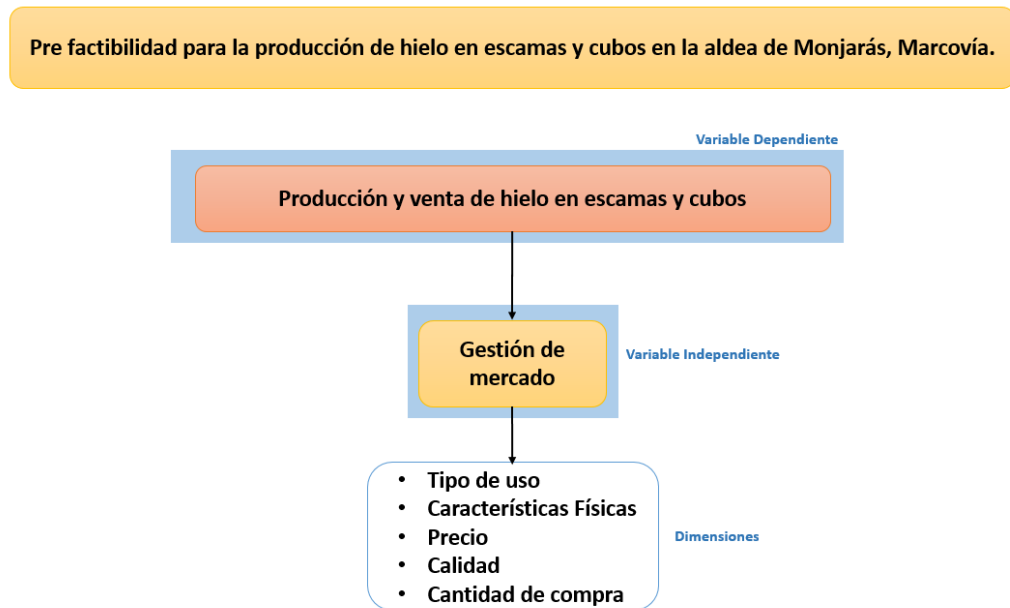 Pre factibilidad para la producción de hielo en escamas y cubos en la aldea de Monjarás, Marcovía.
Variable Dependiente
Producción y venta de hielo en escamas y cubos
Gestión de
mercado
Variable Independiente
• Tipo de uso
• Características Físicas
• Precio
• Calidad
• Cantidad de compra
Dimensiones